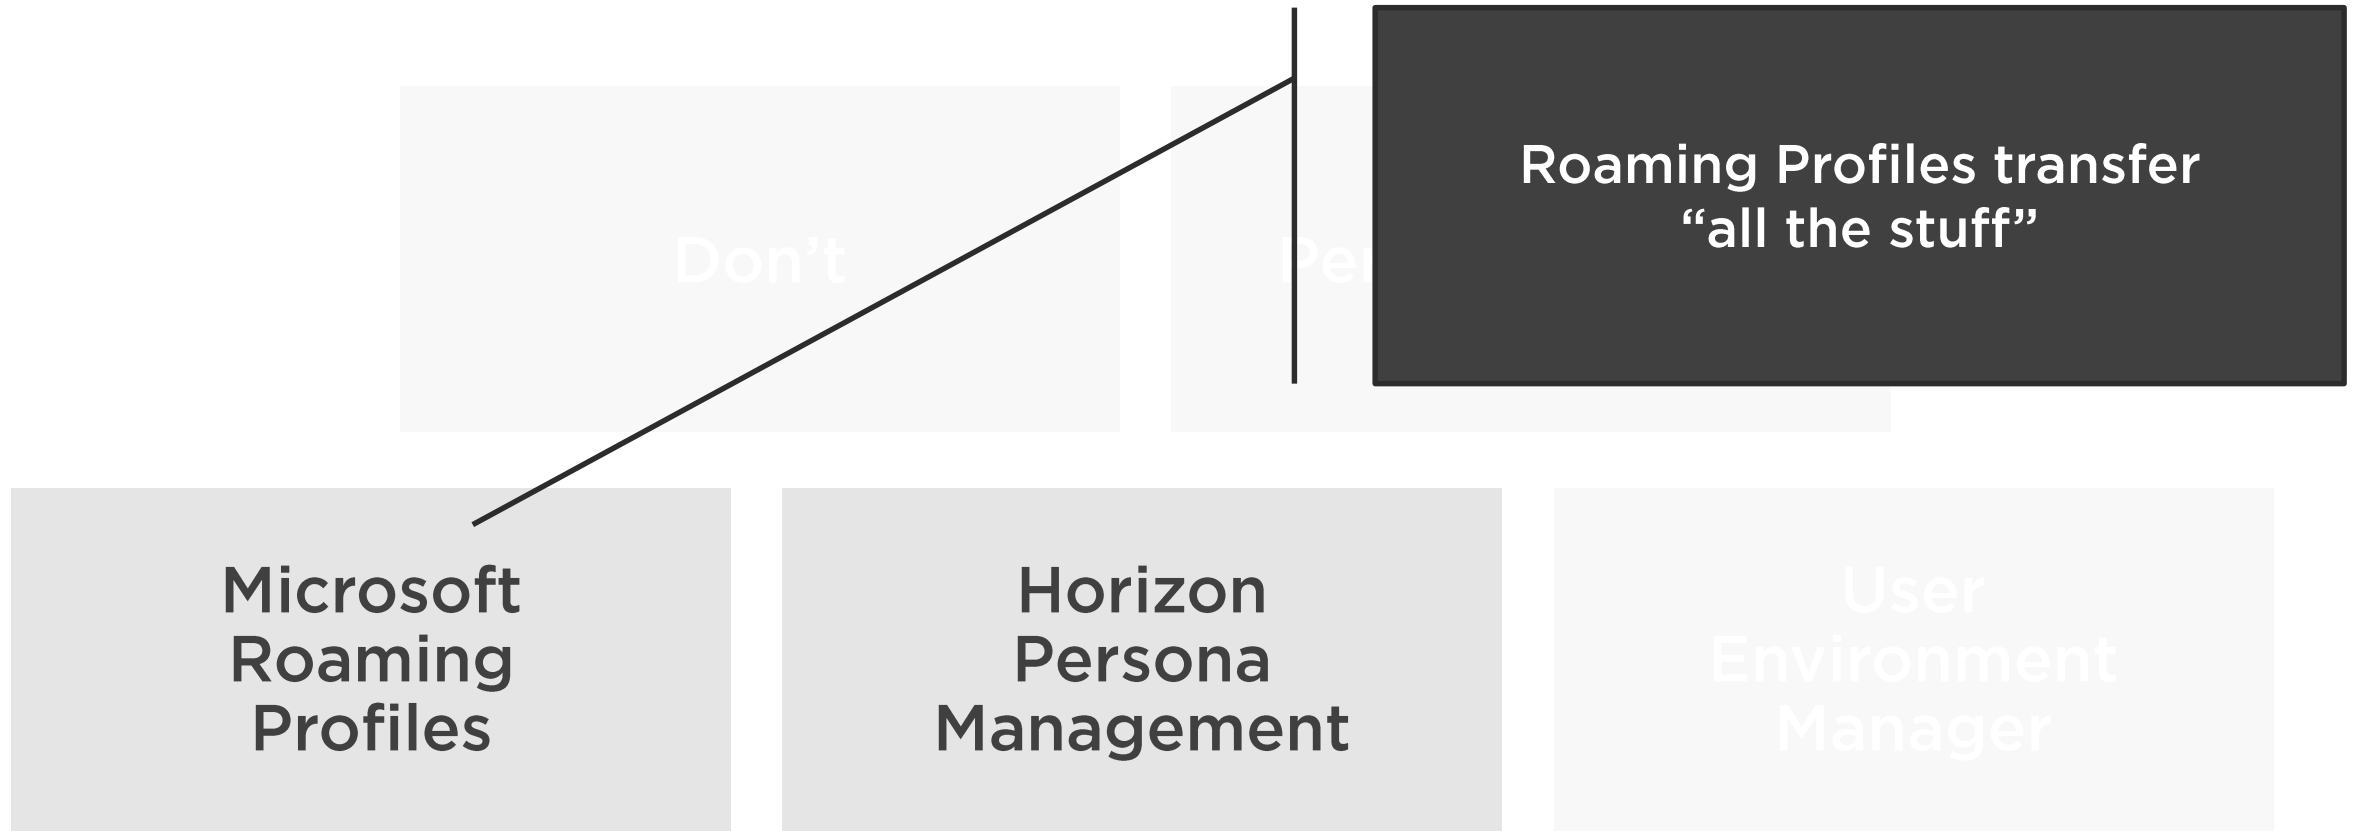 Roaming Profiles transfer
“all the stuff”
Don’t
Microsoft
Roaming
Profiles
Horizon
Persona
Management
User
Environment
Manager